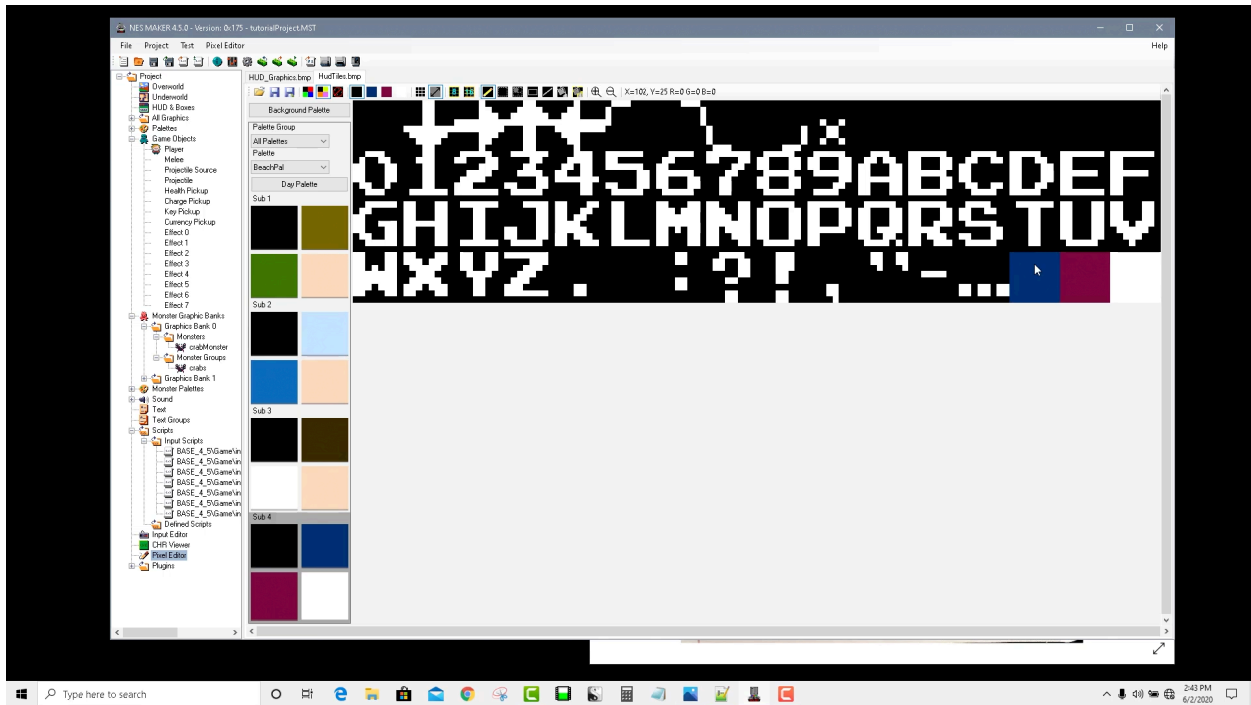 NES MAKER 4.5.0 - Version: 0x175 - tutorialProject.MST
File Project Test Pixel Editor Help
HUD_Graphics.bmp HudTiles.bmp
X=102, Y=25 R=0 G=0 B=0
Project
Overworld
Underworld
HUD & Boxes
All Graphics
Palettes
Game Objects
Player
Melee
Projectile Source
Projectile
Health Pickup
Charge Pickup
Key Pickup
Currency Pickup
Effect 0
Effect 1
Effect 2
Effect 3
Effect 4
Effect 5
Effect 6
Effect 7
Monster Graphic Banks
Graphics Bank 0
Monsters
crabMonster
Monster Groups
crabs
Graphics Bank 1
Monster Palettes
Sound
Text
Text Groups
Scripts
Input Scripts
BASE_4_5\Game\in
BASE_4_5\Game\in
BASE_4_5\Game\in
BASE_4_5\Game\in
BASE_4_5\Game\in
BASE_4_5\Game\in
BASE_4_5\Game\in
Defined Scripts
Input Editor
CHR Viewer
Pixel Editor
Plugins
Background Palette
Palette Group
All Palettes
Palette
BeachPal
Day Palette
Sub 1
Sub 2
Sub 3
Sub 4
0123456789ABCDEF
GHIJKLMNOPQRSTUV
WXYZ. :?!, "-...
Type here to search
2:43 PM
6/2/2020